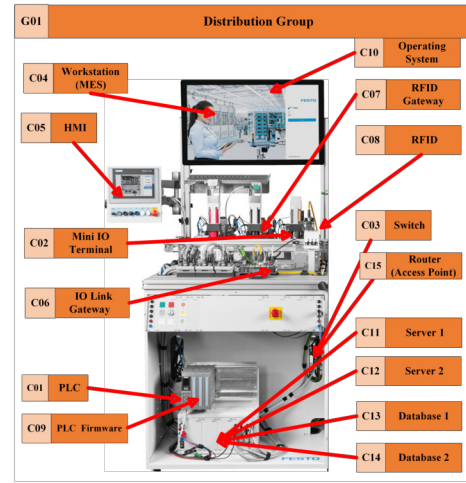 G01 Distribution Group
C10 Operating
System
C04 Workstation
(MES)
C07 RFID
Gateway
FESTO
C05 HMI
C08 RFID
C03 Switch
C02 Mini IO
Terminal
C15 Router
(Access Point)
C06 IO Link
Gateway
C11 Server 1
C12 Server 2
C01 PLC
C13 Database 1
C09 PLC Firmware
C14 Database 2
FESTO